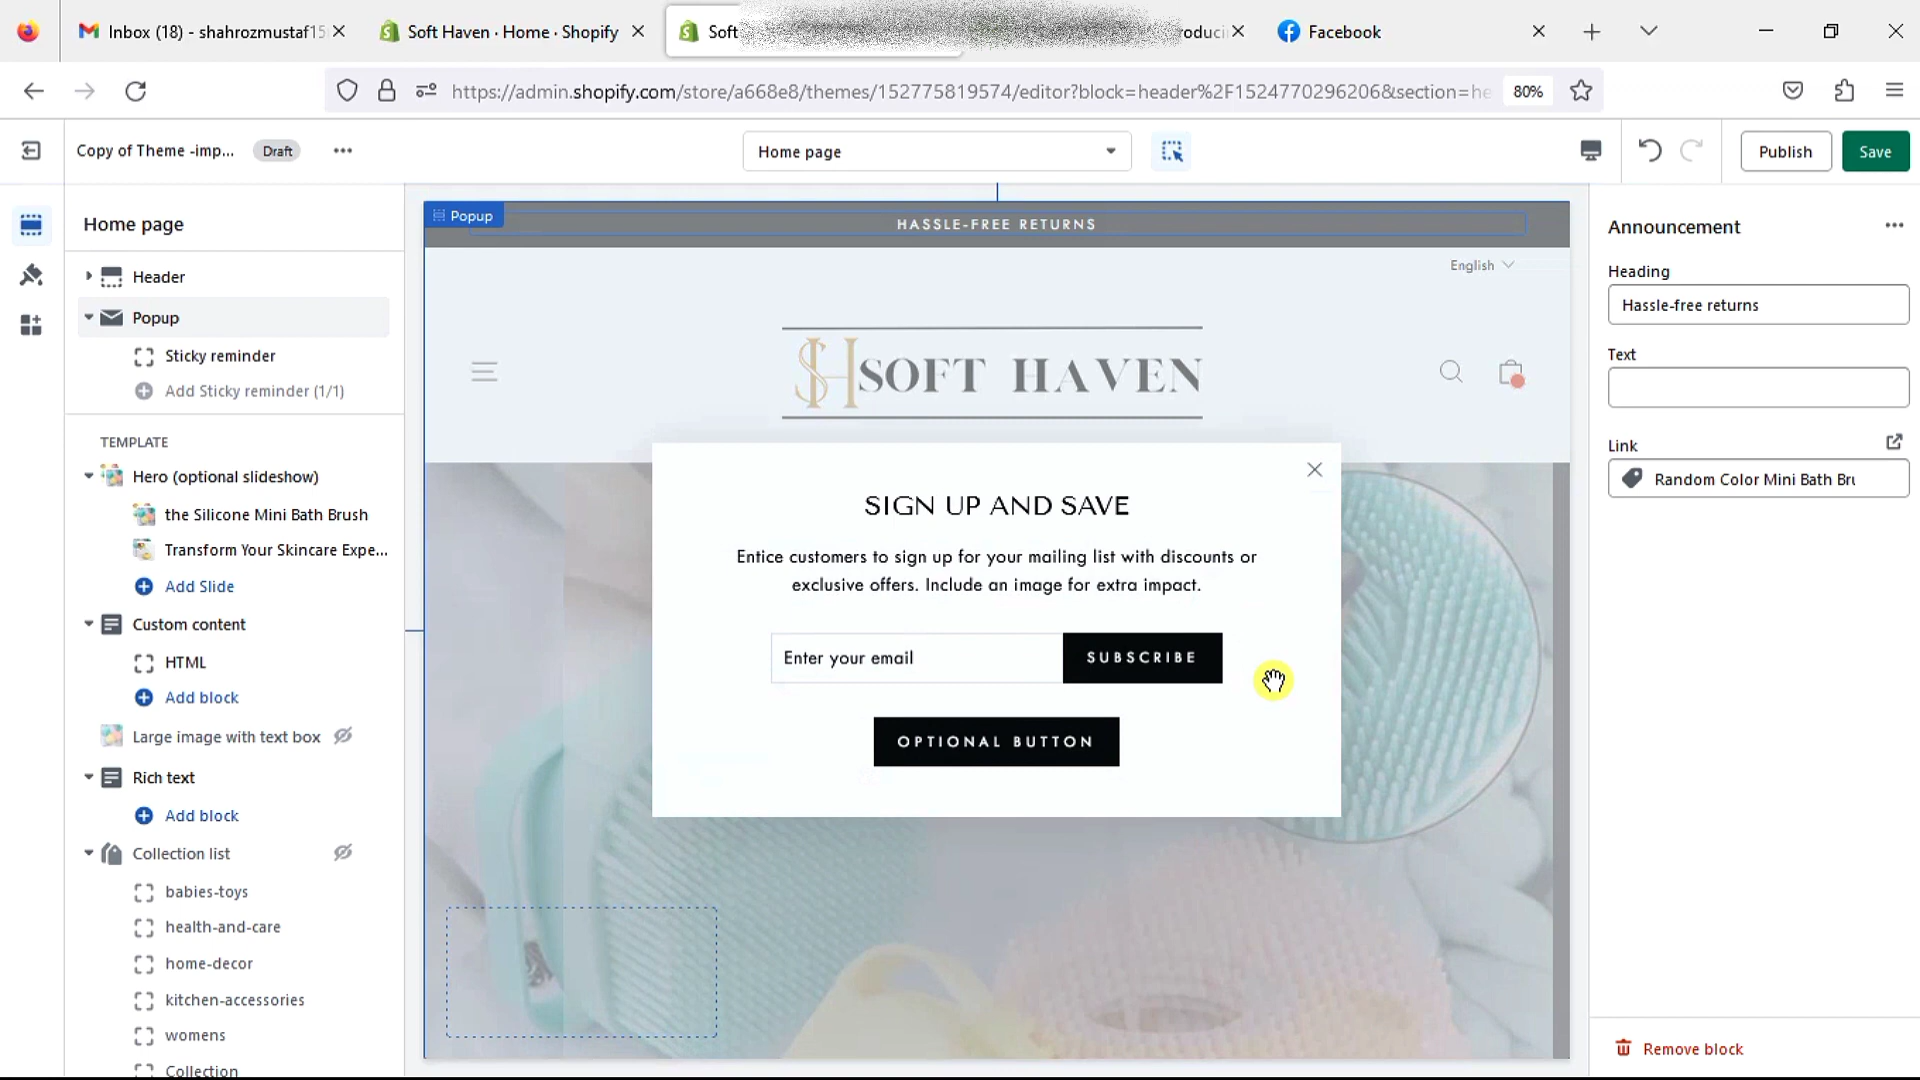 Inbox (18) - shahrozmustaf15
Soft Haven · Home · Shopify
Soft
roduci
Facebook
https://admin.shopify.com/store/a668e8/themes/152775819574/editor?block=header%2F15247702962068&section=he
80%
Copy of Theme -imp...
Draft
Home page
Publish
Save
Home page
Header
Popup
Sticky reminder
Add Sticky reminder (1/1)
TEMPLATE
Hero (optional slideshow)
the Silicone Mini Bath Brush
Transform Your Skincare Expe...
Add Slide
Custom content
HTML
Add block
Large image with text box
Rich text
Add block
Collection list
babies-toys
health-and-care
home-decor
kitchen-accessories
womens
Collection
Popup
HASSLE-FREE RETURNS
English
SH SOFT HAVEN
SIGN UP AND SAVE
Entice customers to sign up for your mailing list with discounts or
exclusive offers. Include an image for extra impact.
Enter your email
SUBSCRIBE
OPTIONAL BUTTON
Announcement
Heading
Hassle-free returns
Text
Link
Random Color Mini Bath Bru
Remove block